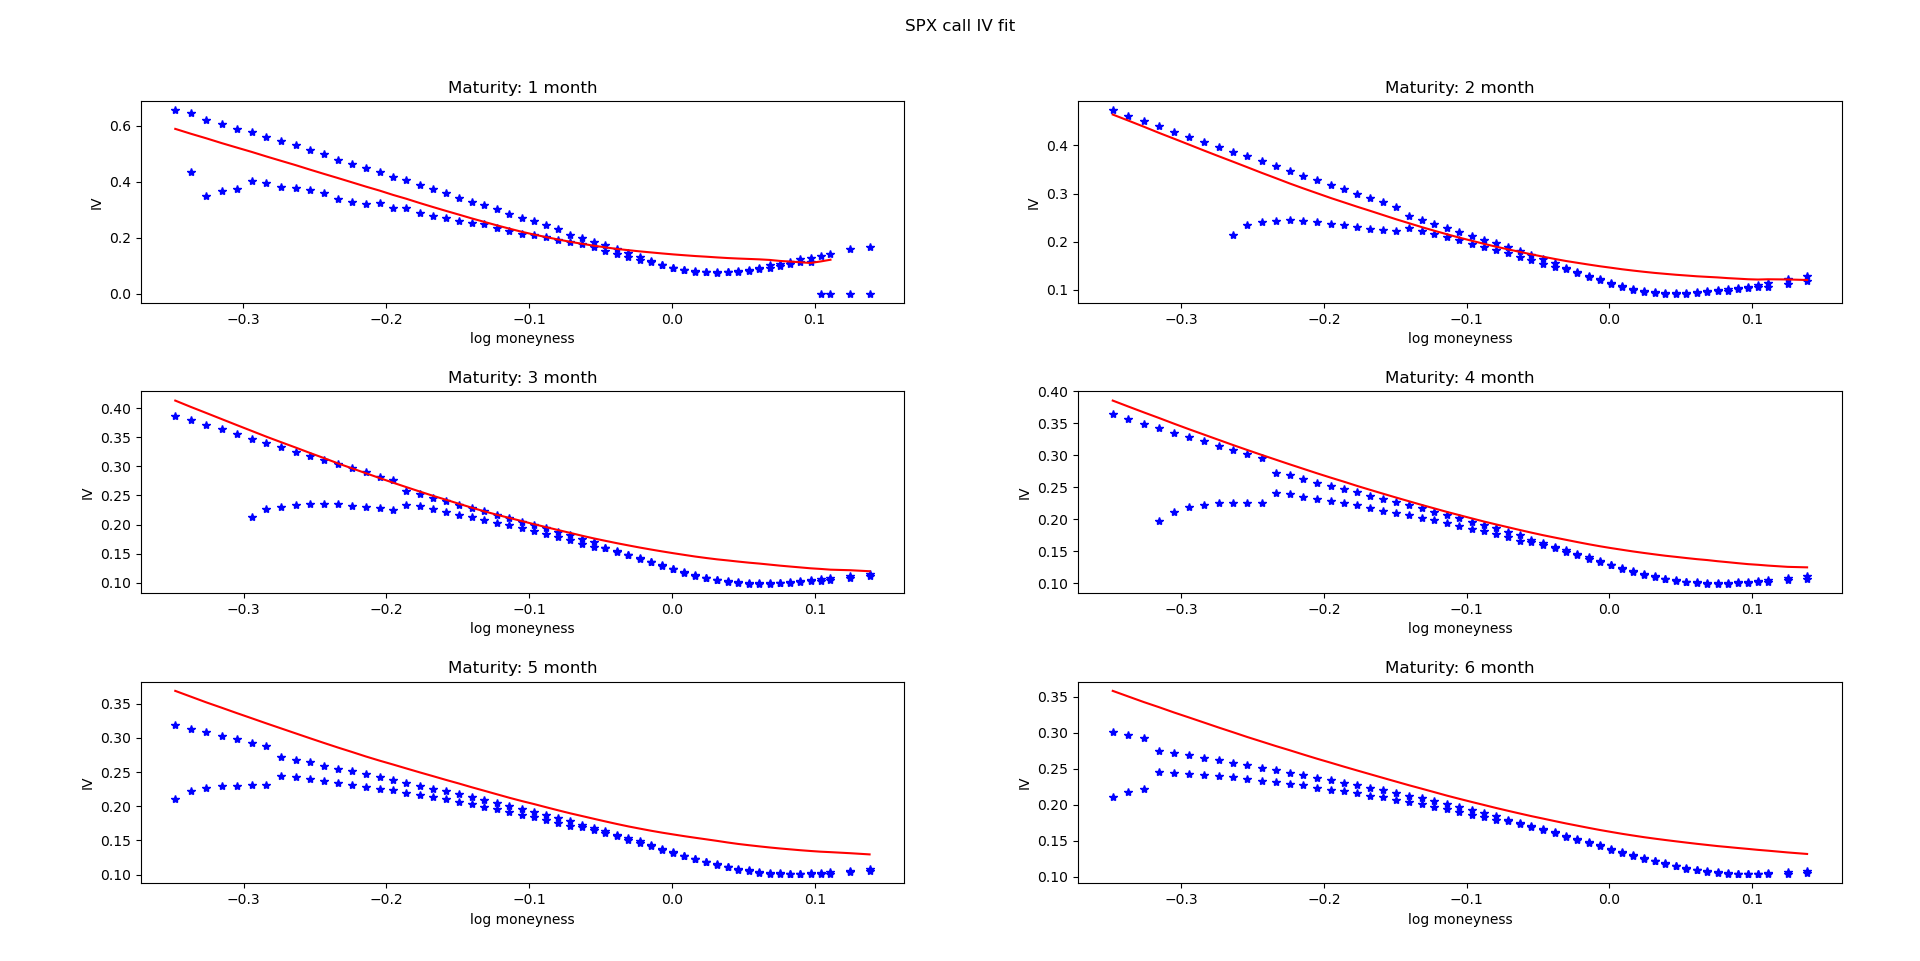 SPX call IV fit
Maturity: 1 month
IV
0.6
0.4
0.2
0.0
−0.3 −0.2 −0.1 0.0 0.1
log moneyness
Maturity: 2 month
IV
0.4
0.3
0.2
0.1
−0.3 −0.2 −0.1 0.0 0.1
log moneyness
Maturity: 3 month
IV
0.40
0.35
0.30
0.25
0.20
0.15
0.10
−0.3 −0.2 −0.1 0.0 0.1
log moneyness
Maturity: 4 month
IV
0.40
0.35
0.30
0.25
0.20
0.15
0.10
−0.3 −0.2 −0.1 0.0 0.1
log moneyness
Maturity: 5 month
IV
0.35
0.30
0.25
0.20
0.15
0.10
−0.3 −0.2 −0.1 0.0 0.1
log moneyness
Maturity: 6 month
IV
0.35
0.30
0.25
0.20
0.15
0.10
−0.3 −0.2 −0.1 0.0 0.1
log moneyness